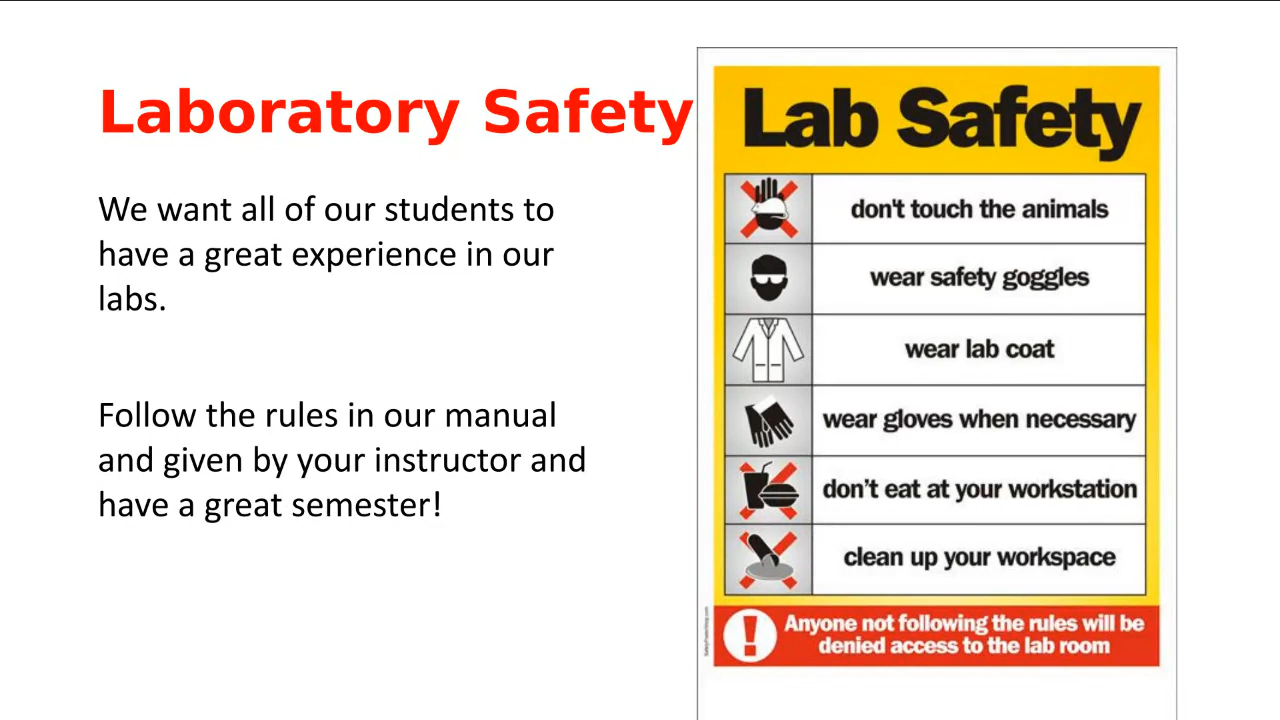 Laboratory Safety
We want all of our students to
have a great experience in our
labs.
Follow the rules in our manual
and given by your instructor and
have a great semester!
Lab Safety
don't touch the animals
wear safety goggles
wear lab coat
wear gloves when necessary
don't eat at your workstation
clean up your workspace
Anyone not following the rules will be
denied access to the lab room